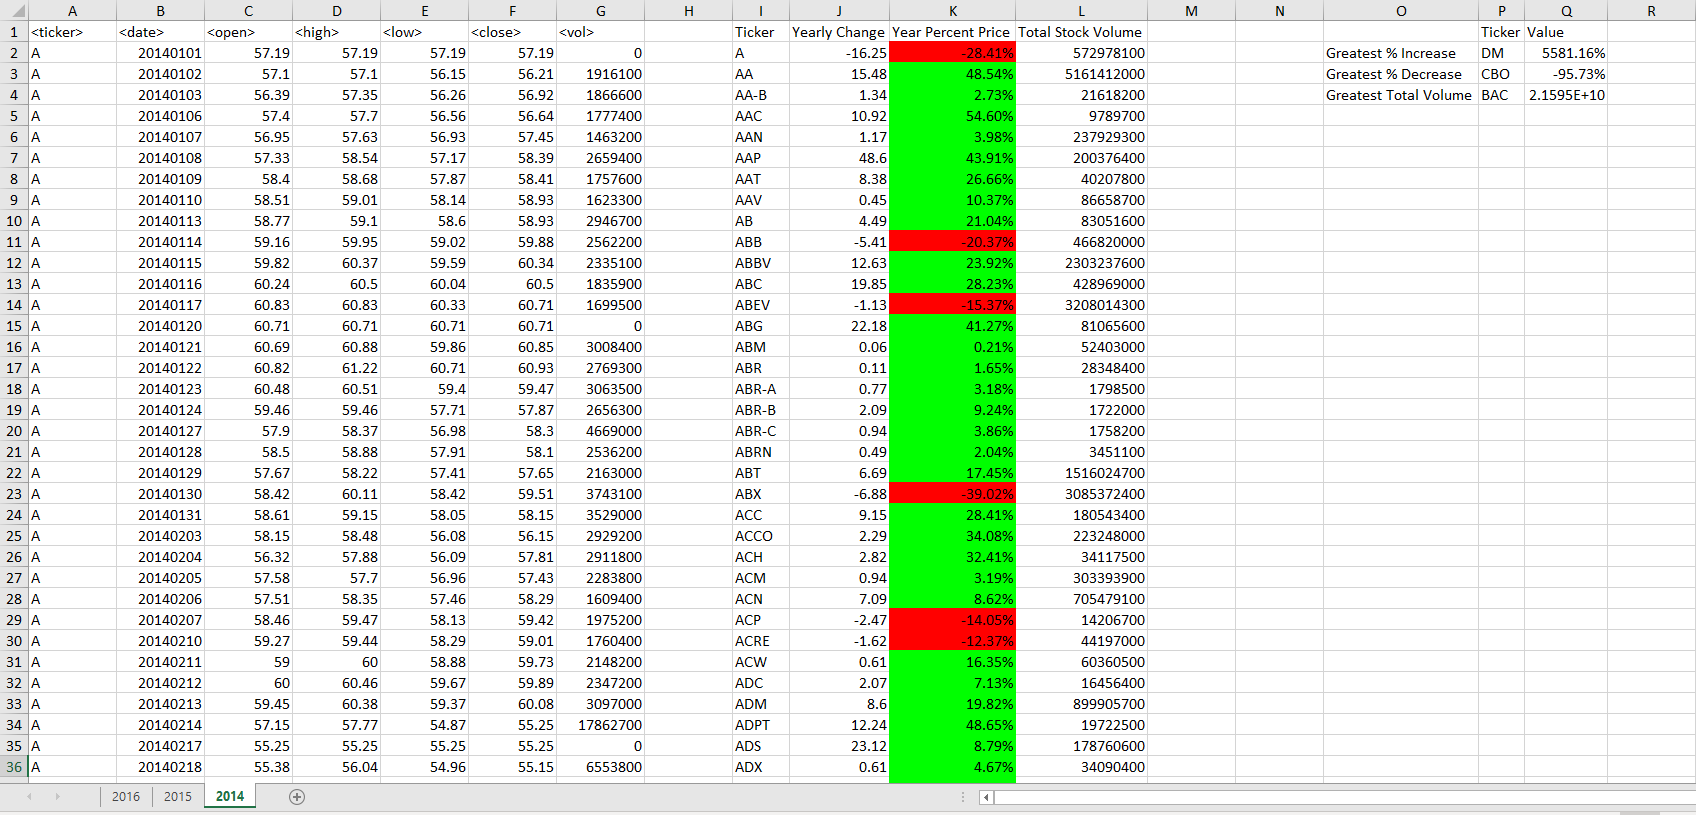 A B C D E F G H I J K L M N O P Q R
1 <ticker> <date> <open> <high> <low> <close> <vol> Ticker Yearly Change Year Percent Price Total Stock Volume Ticker Value
2 A 20140101 57.19 57.19 57.19 57.19 0 A -16.25 -28.41% 572978100 Greatest % Increase DM 5581.16%
3 A 20140102 57.1 57.1 56.15 56.21 1916100 AA 15.48 48.54% 5161412000 Greatest % Decrease CBO -95.73%
4 A 20140103 56.39 57.35 56.26 56.92 1866600 AA-B 1.34 2.73% 21618200 Greatest Total Volume BAC 2.1595E+10
5 A 20140106 57.4 57.7 56.56 56.64 1777400 AAC 10.92 54.60% 9789700
6 A 20140107 56.95 57.63 56.93 57.45 1463200 AAN 1.17 3.98% 237929300
7 A 20140108 57.33 58.54 57.17 58.39 2659400 AAP 48.6 43.91% 200376400
8 A 20140109 58.4 58.68 57.87 58.41 1757600 AAT 8.38 26.66% 40207800
9 A 20140110 58.51 59.01 58.14 58.93 1623300 AAV 0.45 10.37% 86658700
10 A 20140113 58.77 59.1 58.6 58.93 2946700 AB 4.49 21.04% 83051600
11 A 20140114 59.16 59.95 59.02 59.88 2562200 ABB -5.41 -20.37% 466820000
12 A 20140115 59.82 60.37 59.59 60.34 2335100 ABBV 12.63 23.92% 2303237600
13 A 20140116 60.24 60.5 60.04 60.5 1835900 ABC 19.85 28.23% 428969000
14 A 20140117 60.83 60.83 60.33 60.71 1699500 ABEV -1.13 -15.37% 3208014300
15 A 20140120 60.71 60.71 60.71 60.71 0 ABG 22.18 41.27% 81065600
16 A 20140121 60.69 60.88 59.86 60.85 3008400 ABM 0.06 0.21% 52403000
17 A 20140122 60.82 61.22 60.71 60.93 2769300 ABR 0.11 1.65% 28348400
18 A 20140123 60.48 60.51 59.4 59.47 3063500 ABR-A 0.77 3.18% 1798500
19 A 20140124 59.46 59.46 57.71 57.87 2656300 ABR-B 2.09 9.24% 1722000
20 A 20140127 57.9 58.37 56.98 58.3 4669000 ABR-C 0.94 3.86% 1758200
21 A 20140128 58.5 58.88 57.91 58.1 2536200 ABRN 0.49 2.04% 3451100
22 A 20140129 57.67 58.22 57.41 57.65 2163000 ABT 6.69 17.45% 1516024700
23 A 20140130 58.42 60.11 58.42 59.51 3743100 ABX -6.88 -39.02% 3085372400
24 A 20140131 58.61 59.15 58.05 58.15 3529000 ACC 9.15 28.41% 180543400
25 A 20140203 58.15 58.48 56.08 56.15 2929200 ACCO 2.29 34.08% 223248000
26 A 20140204 56.32 57.88 56.09 57.81 2911800 ACH 2.82 32.41% 34117500
27 A 20140205 57.58 57.7 56.96 57.43 2283800 ACM 0.94 3.19% 303393900
28 A 20140206 57.51 58.35 57.46 58.29 1609400 ACN 7.09 8.62% 705479100
29 A 20140207 58.46 59.47 58.13 59.42 1975200 ACP -2.47 -14.05% 14206700
30 A 20140210 59.27 59.44 58.29 59.01 1760400 ACRE -1.62 -12.37% 44197000
31 A 20140211 59 60 58.88 59.73 2148200 ACW 0.61 16.35% 60360500
32 A 20140212 60 60.46 59.67 59.89 2347200 ADC 2.07 7.13% 16456400
33 A 20140213 59.45 60.38 59.37 60.08 3097000 ADM 8.6 19.82% 899905700
34 A 20140214 57.15 57.77 54.87 55.25 17862700 ADPT 12.24 48.65% 19722500
35 A 20140217 55.25 55.25 55.25 55.25 0 ADS 23.12 8.79% 178760600
36 A 20140218 55.38 56.04 54.96 55.15 6553800 ADX 0.61 4.67% 34090400
2016 2015 2014